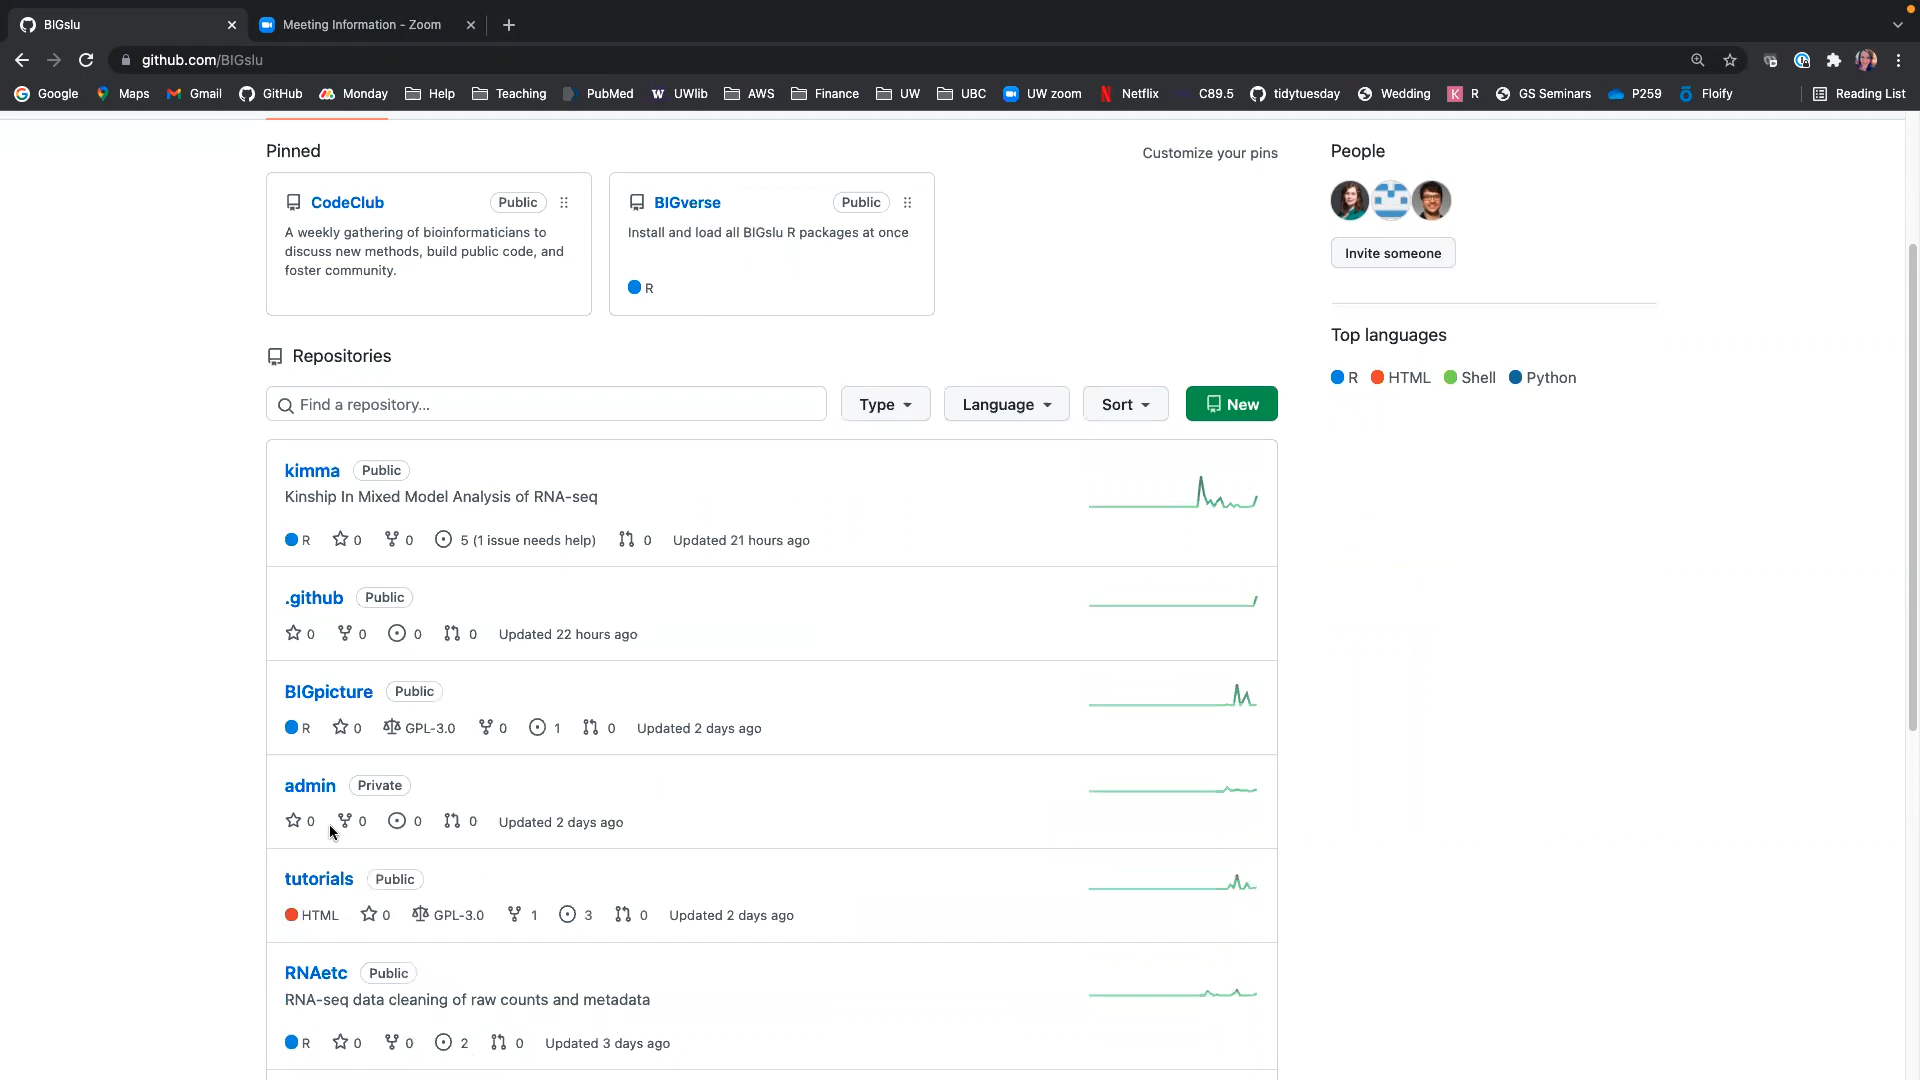 BIGslu
Meeting Information - Zoom
github.com/BIGslu
Google Maps Gmail GitHub Monday Help Teaching PubMed UWlib AWS Finance UW UBC UW zoom Netflix C89.5 tidytuesday Wedding R GS Seminars P259 Floify Reading List
Pinned
Customize your pins
CodeClub Public
A weekly gathering of bioinformaticians to
discuss new methods, build public code, and
foster community.
BIGverse Public
Install and load all BIGslu R packages at once
R
People
Invite someone
Top languages
R HTML Shell Python
Repositories
Find a repository...
Type Language Sort New
kimma Public
Kinship In Mixed Model Analysis of RNA-seq
R 0 0 5 (1 issue needs help) 0 Updated 21 hours ago
.github Public
0 0 0 0 Updated 22 hours ago
BIGpicture Public
R 0 GPL-3.0 0 1 0 Updated 2 days ago
admin Private
0 0 0 0 Updated 2 days ago
tutorials Public
HTML 0 GPL-3.0 1 3 0 Updated 2 days ago
RNAetc Public
RNA-seq data cleaning of raw counts and metadata
R 0 0 2 0 Updated 3 days ago